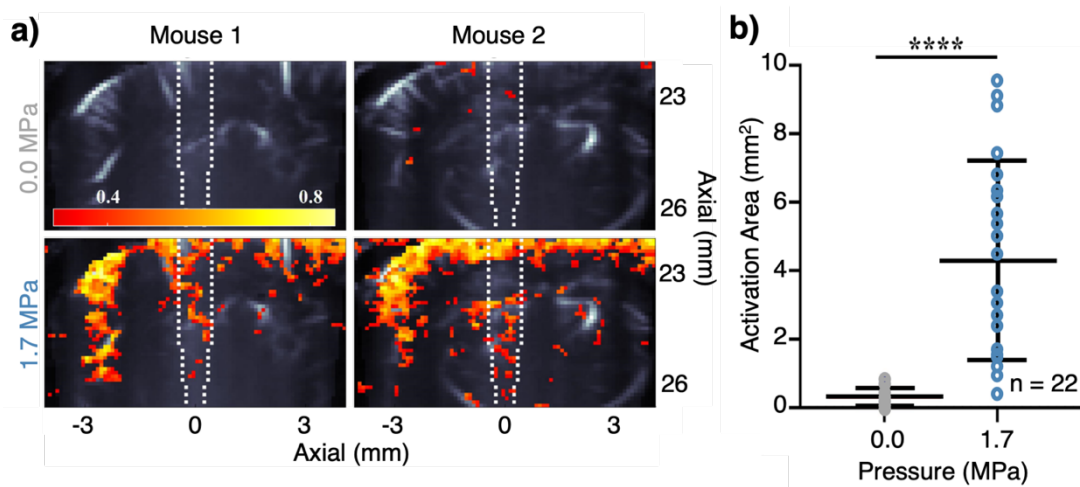 a)
Mouse 1
Mouse 2
0.0 MPa
0.4
0.8
23
26
Axial (mm)
1.7 MPa
23
26
-3
0
3
-3
0
3
Axial (mm)
b)
****
Activation Area (mm²)
10
8
6
4
2
0
n = 22
0.0
1.7
Pressure (MPa)